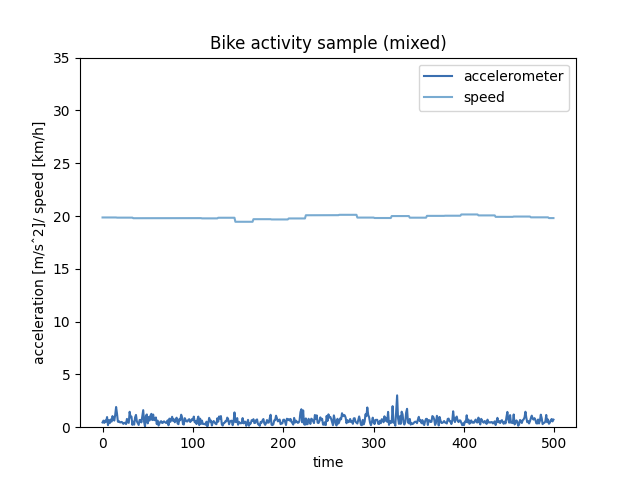 Bike activity sample (mixed)
accelerometer
speed
acceleration [m/s^2]/ speed [km/h]
35
30
25
20
15
10
5
0
0 100 200 300 400 500
time